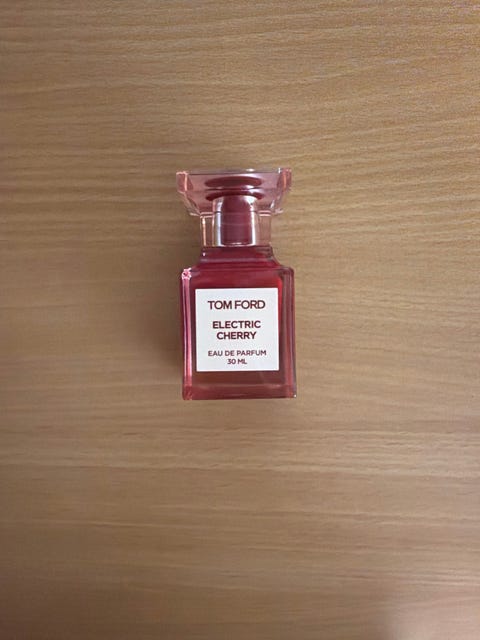 TOM FORD
ELECTRIC
CHERRY
EAU DE PARFUM
30 ML